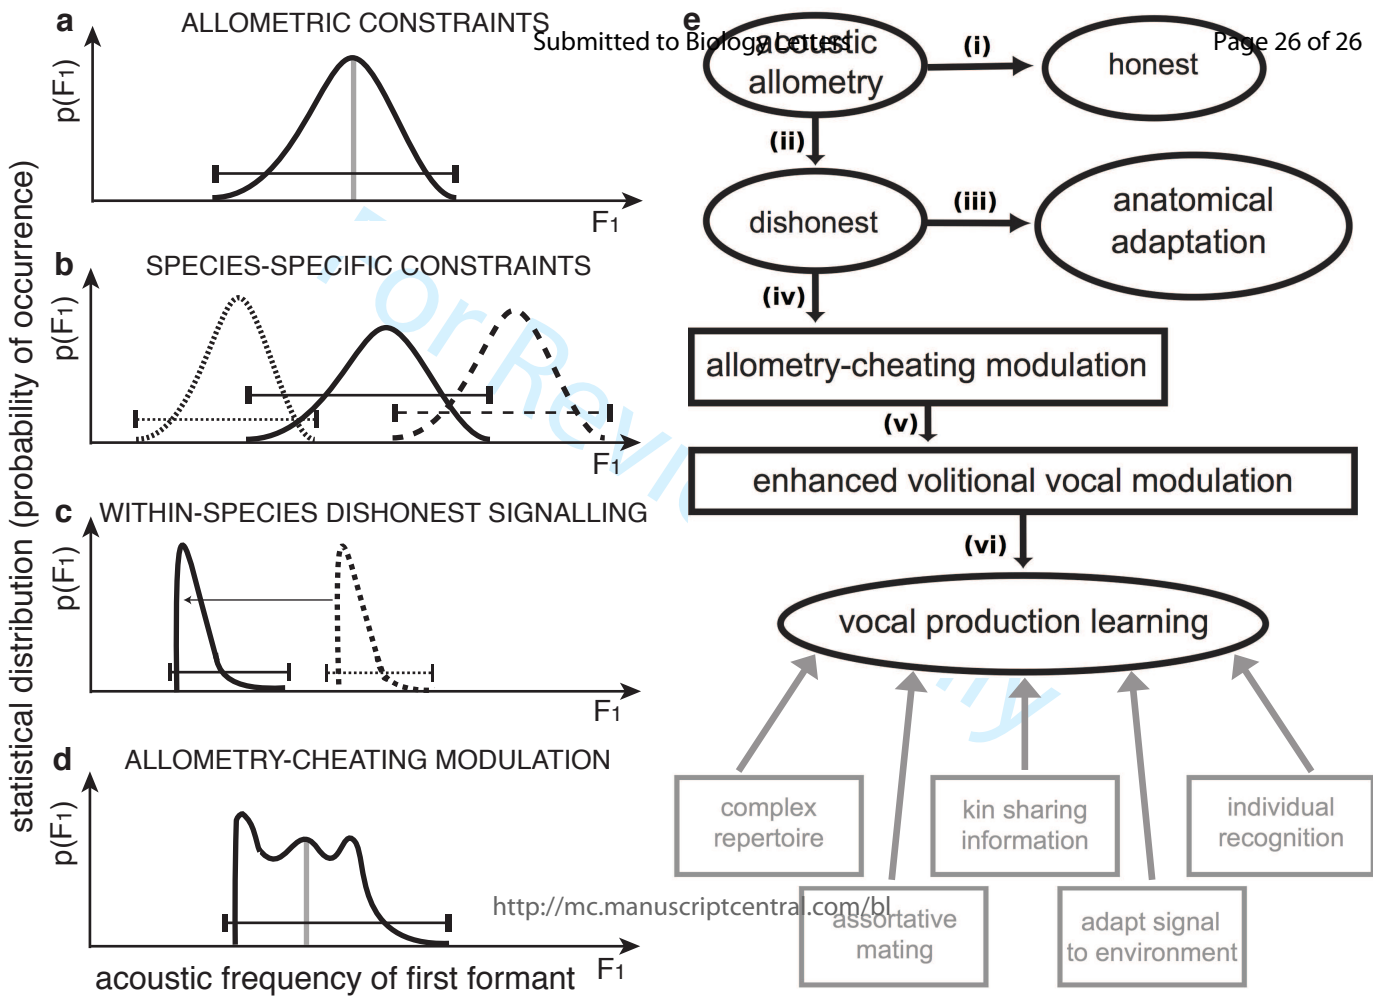 Submitted to Biology Letters
Page 26 of 26
statistical distribution (probability of occurrence)
a ALLOMETRIC CONSTRAINTS
p(F1)
F1
b SPECIES-SPECIFIC CONSTRAINTS
p(F1)
F1
c WITHIN-SPECIES DISHONEST SIGNALLING
p(F1)
F1
d ALLOMETRY-CHEATING MODULATION
p(F1)
F1
acoustic frequency of first formant
e
acoustic
allometry
(i)
honest
(ii)
dishonest
(iii)
anatomical
adaptation
(iv)
allometry-cheating modulation
(v)
enhanced volitional vocal modulation
(vi)
vocal production learning
complex
repertoire
kin sharing
information
individual
recognition
assortative
mating
adapt signal
to environment
http://mc.manuscriptcentral.com/bl
For Revi
ly